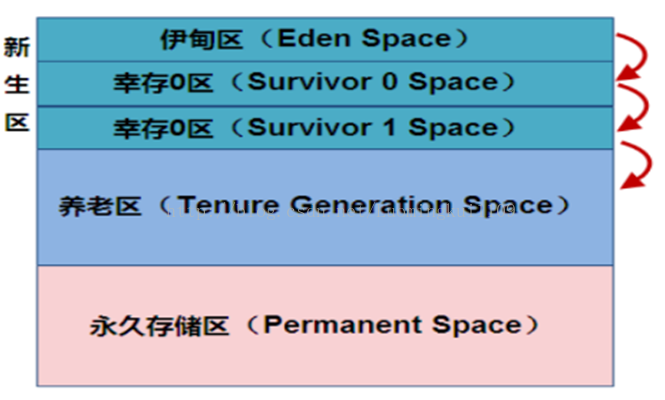 新生区
伊甸区（Eden Space）
幸存0区（Survivor 0 Space）
幸存0区（Survivor 1 Space）
养老区（Tenure Generation Space）
永久存储区（Permanent Space）